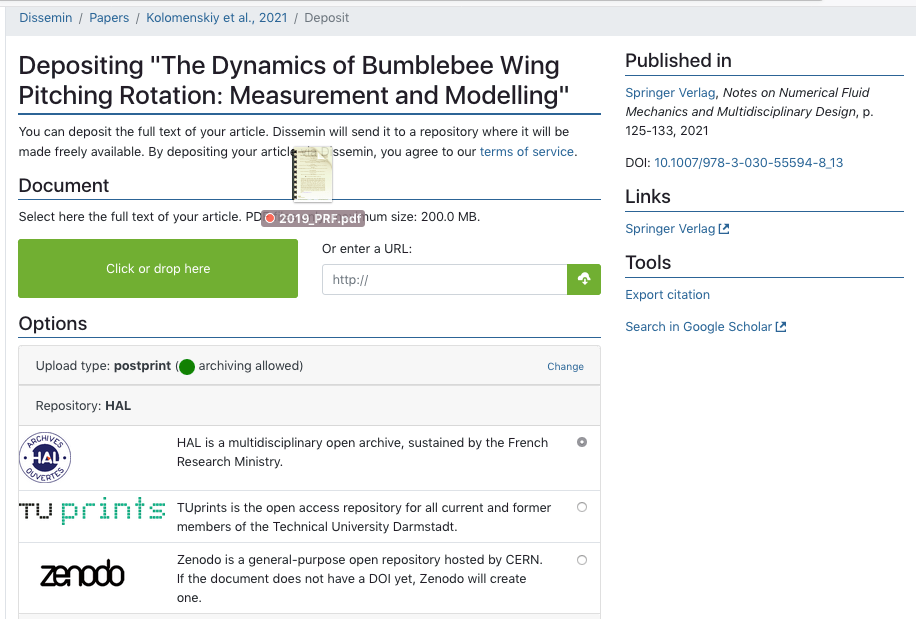 Dissemin / Papers / Kolomenskiy et al., 2021 / Deposit
Depositing "The Dynamics of Bumblebee Wing
Pitching Rotation: Measurement and Modelling"
You can deposit the full text of your article. Dissemin will send it to a repository where it will be
made freely available. By depositing your article ssemin, you agree to our terms of service.
Document
Select here the full text of your article. PD um size: 200.0 MB.
2019_PRF.pdf
Click or drop here
Or enter a URL:
http://
Options
Upload type: postprint ( archiving allowed)
Change
Repository: HAL
ARCHIVES
HAL
OUVERTES
HAL is a multidisciplinary open archive, sustained by the French
Research Ministry.
TUprints
TUprints is the open access repository for all current and former
members of the Technical University Darmstadt.
zenodo
Zenodo is a general-purpose open repository hosted by CERN.
If the document does not have a DOI yet, Zenodo will create
one.
Published in
Springer Verlag, Notes on Numerical Fluid
Mechanics and Multidisciplinary Design, p.
125-133, 2021
DOI: 10.1007/978-3-030-55594-8_13
Links
Springer Verlag
Tools
Export citation
Search in Google Scholar